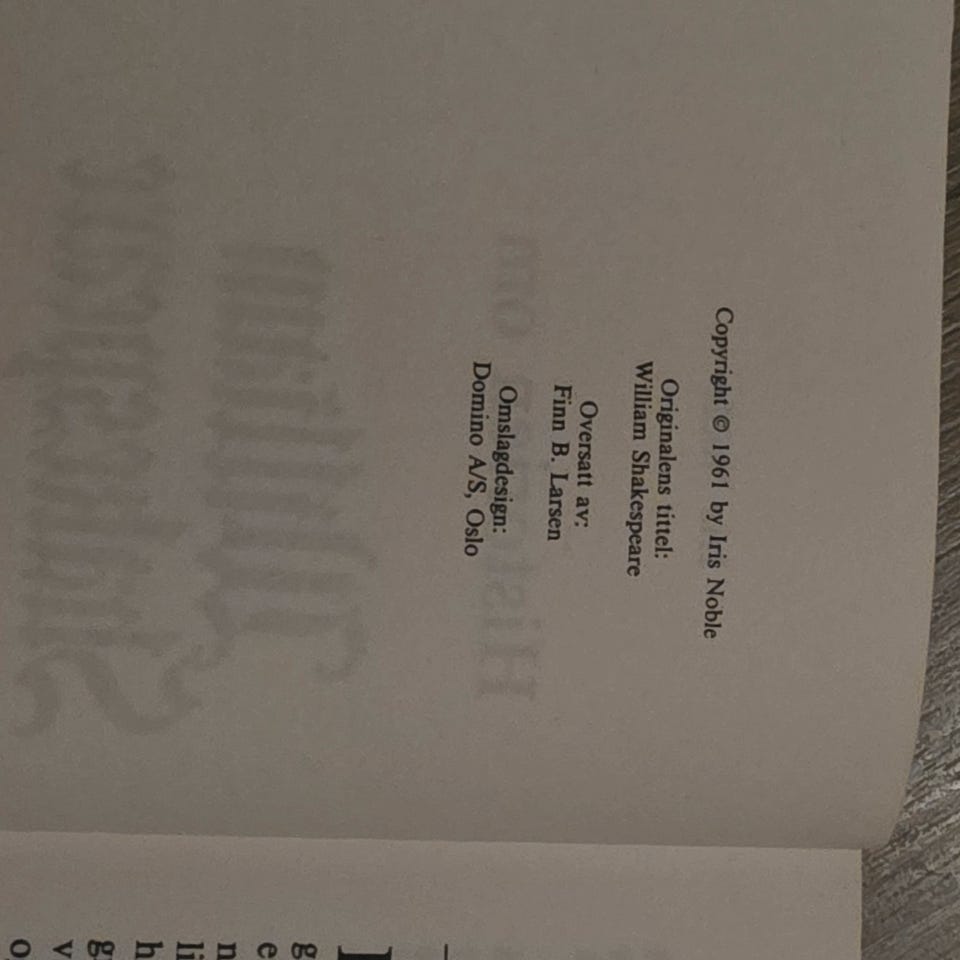 Copyright © 1961 by Iris Noble
Originalens tittel:
William Shakespeare
Oversatt av:
Finn B. Larsen
Omslagdesign:
Domino A/S, Oslo